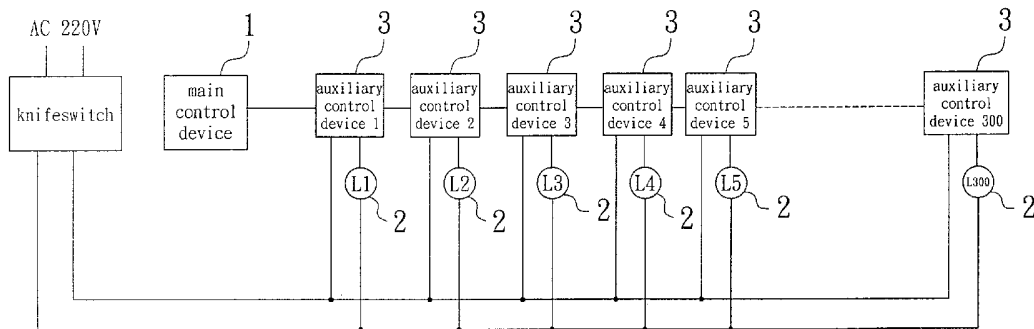 AC 220V
1
3
3
3
3
3
3
knifeswitch
main
control
device
auxiliary
control
device 1
auxiliary
control
device 2
auxiliary
control
device 3
auxiliary
control
device 4
auxiliary
control
device 5
auxiliary
control
device 300
L1
L2
L3
L4
L5
L300
2
2
2
2
2
2